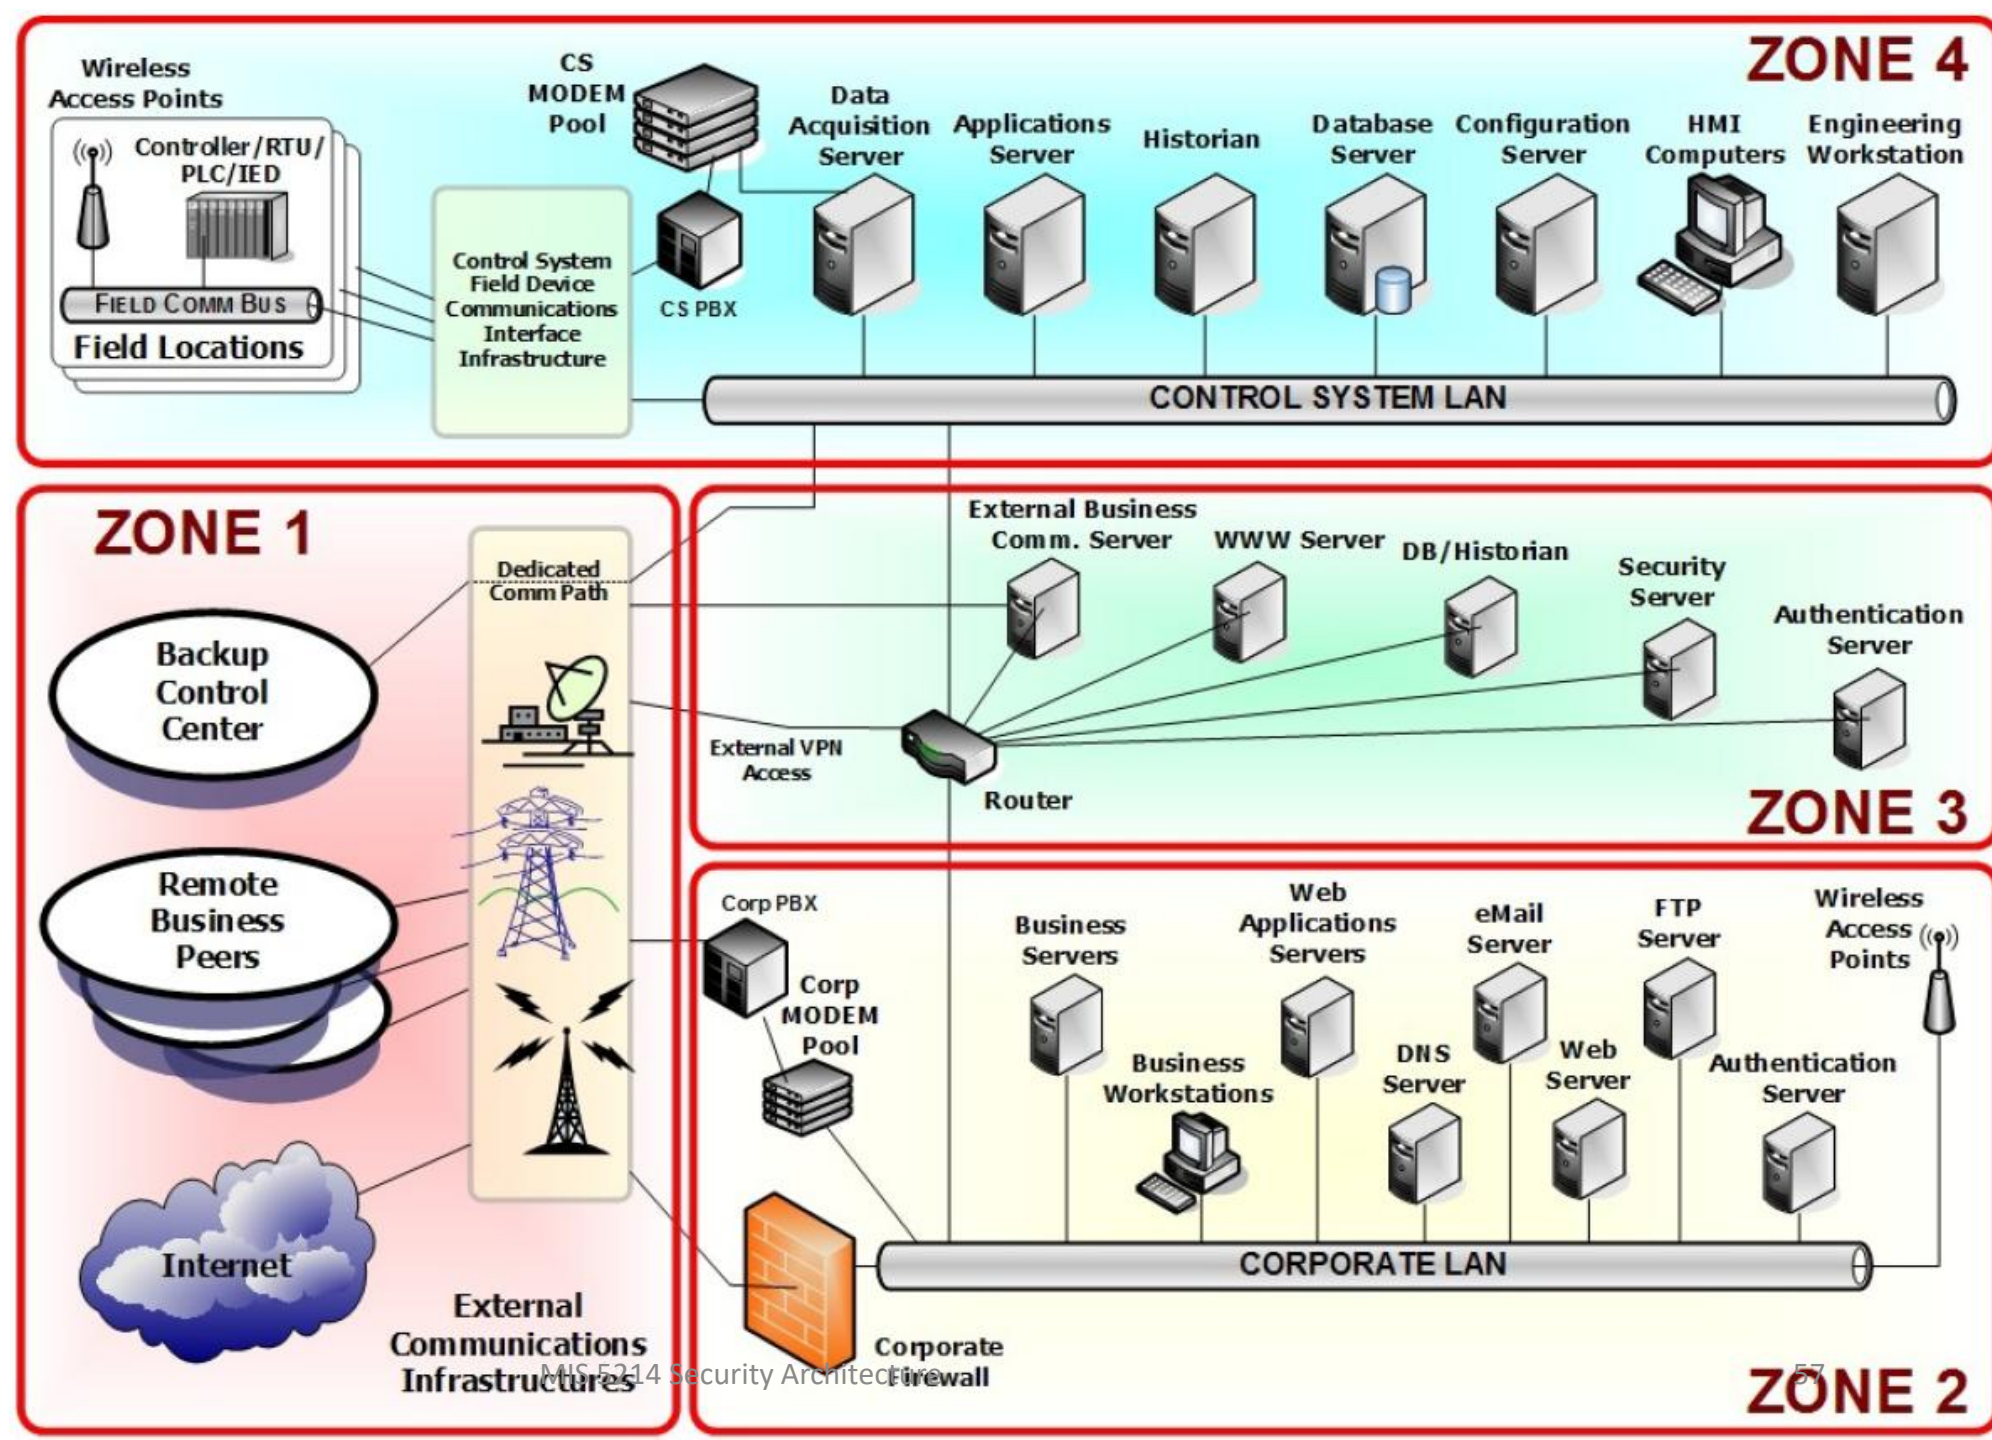 ZONE 4
Wireless
Access Points
Controller/RTU/
PLC/IED
FIELD COMM BUS
Field Locations
Control System
Field Device
Communications
Interface
Infrastructure
CS
MODEM
Pool
CS PBX
Data
Acquisition
Server
Applications
Server
Historian
Database
Server
Configuration
Server
HMI
Computers
Engineering
Workstation
CONTROL SYSTEM LAN
ZONE 1
Dedicated
Comm Path
Backup
Control
Center
Remote
Business
Peers
Internet
External
Communications
Infrastructures
External Business
Comm. Server
WWW Server
DB/Historian
Security
Server
Authentication
Server
External VPN
Access
Router
ZONE 3
Corp PBX
Corp
MODEM
Pool
Business
Servers
Business
Workstations
Web
Applications
Servers
DNS
Server
eMail
Server
Web
Server
FTP
Server
Authentication
Server
Wireless
Access
Points
CORPORATE LAN
Corporate
Firewall
ZONE 2
MIS 5214 Security Architecture
57